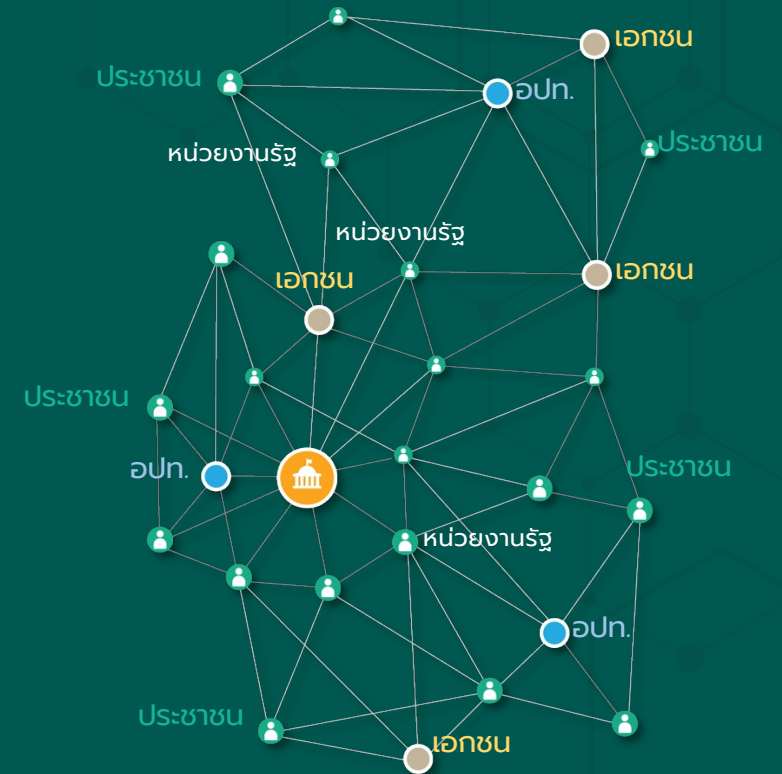 เอกชน
ประชาชน
อปท.
ประชาชน
หน่วยงานรัฐ
หน่วยงานรัฐ
เอกชน
เอกชน
ประชาชน
อปท.
ประชาชน
หน่วยงานรัฐ
อปท.
ประชาชน
เอกชน